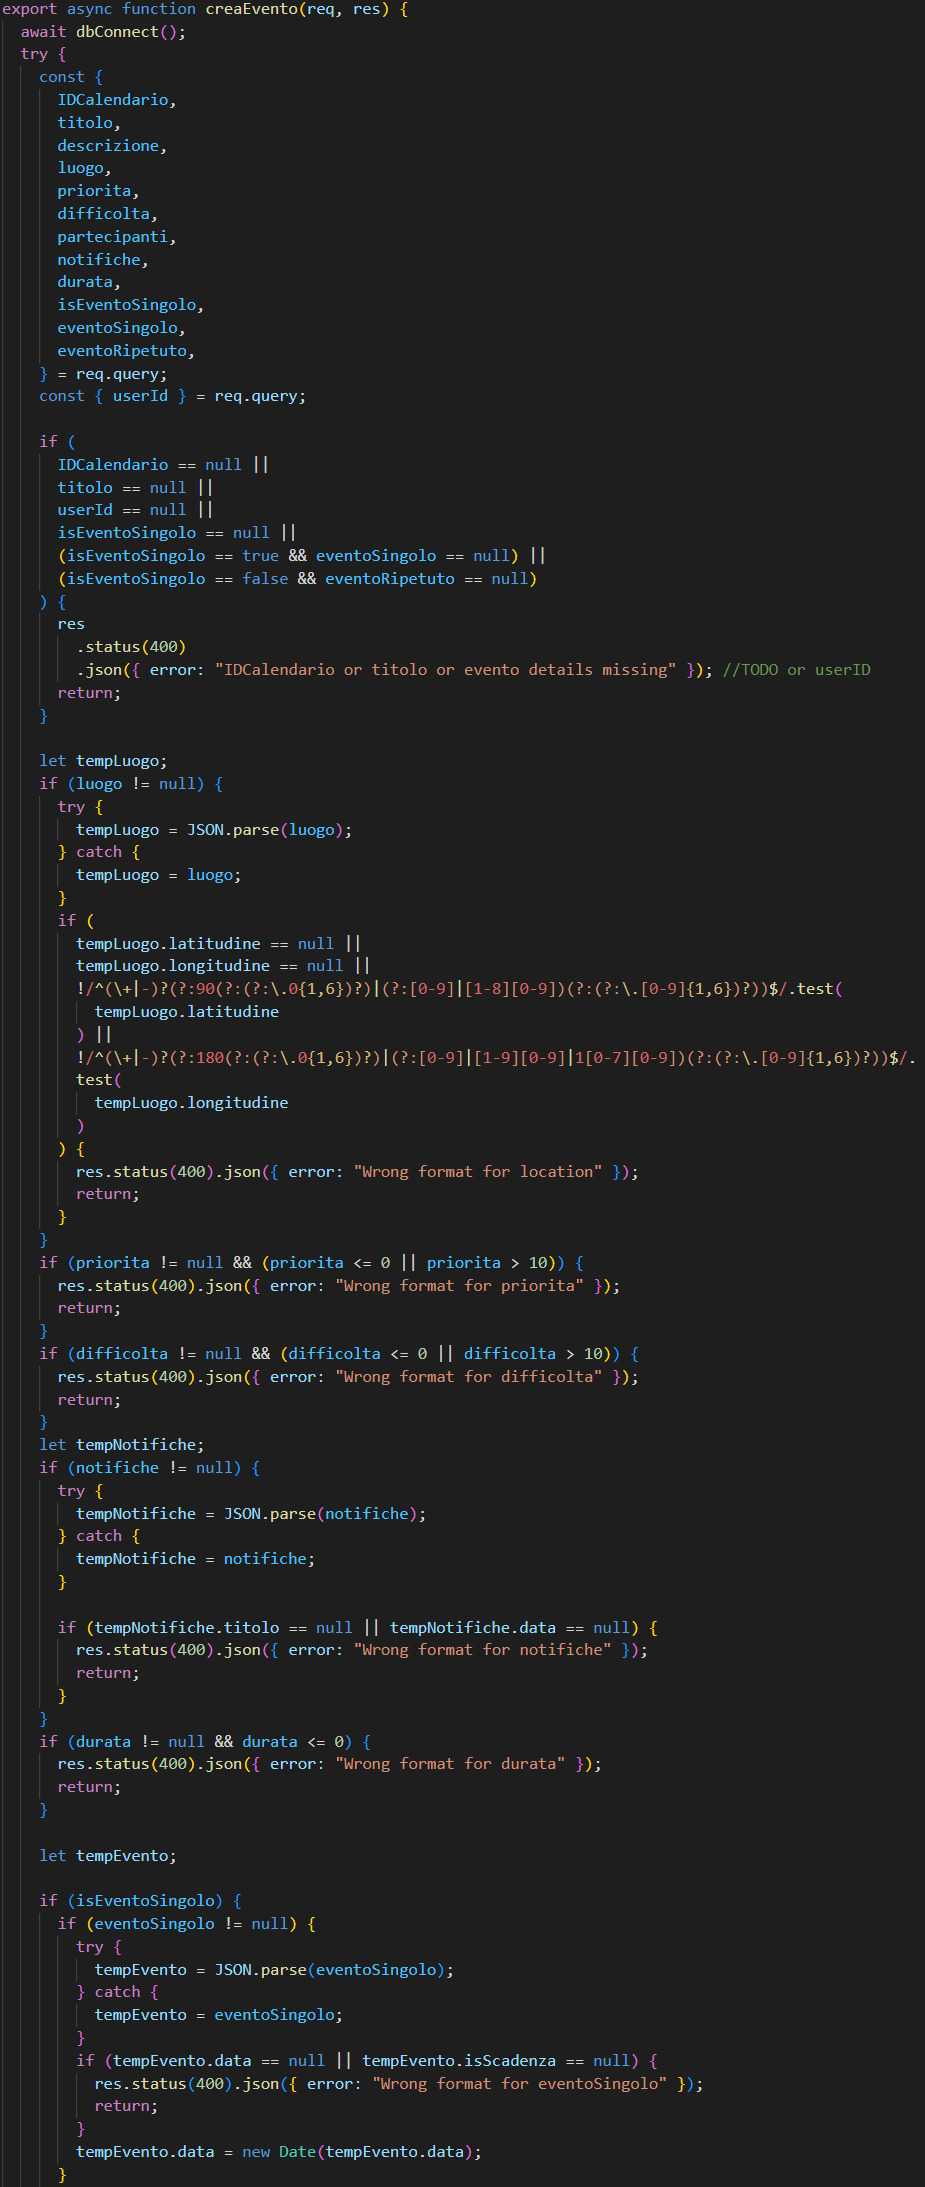 export async function creaEvento(req, res) {
await dbConnect();
try {
const {
IDCalendario,
titolo,
descrizione,
luogo,
priorita,
difficolta,
partecipanti,
notifiche,
durata,
isEventoSingolo,
eventoSingolo,
eventoRipetuto,
} = req.query;
const { userId } = req.query;
if (
IDCalendario == null ||
titolo == null ||
userId == null ||
isEventoSingolo == null ||
(isEventoSingolo == true && eventoSingolo == null) ||
(isEventoSingolo == false && eventoRipetuto == null)
) {
res
.status(400)
.json({ error: "IDCalendario or titolo or evento details missing" }); //TODO or userID
return;
}
let tempLuogo;
if (luogo != null) {
try {
tempLuogo = JSON.parse(luogo);
} catch {
tempLuogo = luogo;
}
if (
tempLuogo.latitudine == null ||
tempLuogo.longitudine == null ||
!/^(\+|-)?(?:90(?:(?:\.0{1,6})?)|(?:[0-9]|[1-8][0-9])(?:(?:\.[0-9]{1,6})?))$/.test(
tempLuogo.latitudine
) ||
!/^(\+|-)?(?:180(?:(?:\.0{1,6})?)|(?:[0-9]|[1-9][0-9]|1[0-7][0-9])(?:(?:\.[0-9]{1,6})?))$/.
test(
tempLuogo.longitudine
)
) {
res.status(400).json({ error: "Wrong format for location" });
return;
}
}
if (priorita != null && (priorita <= 0 || priorita > 10)) {
res.status(400).json({ error: "Wrong format for priorita" });
return;
}
if (difficolta != null && (difficolta <= 0 || difficolta > 10)) {
res.status(400).json({ error: "Wrong format for difficolta" });
return;
}
let tempNotifiche;
if (notifiche != null) {
try {
tempNotifiche = JSON.parse(notifiche);
} catch {
tempNotifiche = notifiche;
}
if (tempNotifiche.titolo == null || tempNotifiche.data == null) {
res.status(400).json({ error: "Wrong format for notifiche" });
return;
}
}
if (durata != null && durata <= 0) {
res.status(400).json({ error: "Wrong format for durata" });
return;
}
let tempEvento;
if (isEventoSingolo) {
if (eventoSingolo != null) {
try {
tempEvento = JSON.parse(eventoSingolo);
} catch {
tempEvento = eventoSingolo;
}
if (tempEvento.data == null || tempEvento.isScadenza == null) {
res.status(400).json({ error: "Wrong format for eventoSingolo" });
return;
}
tempEvento.data = new Date(tempEvento.data);
}